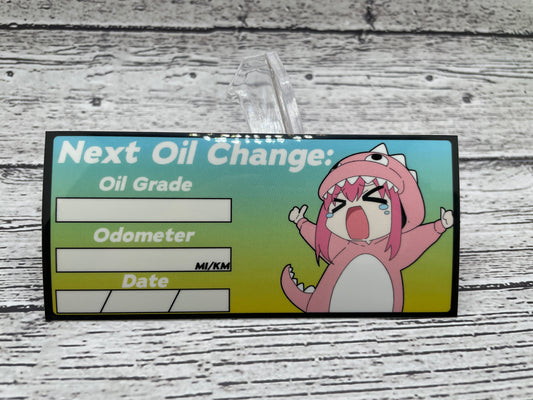 Next Oil Change:
Oil Grade
Odometer
MI/KM
Date